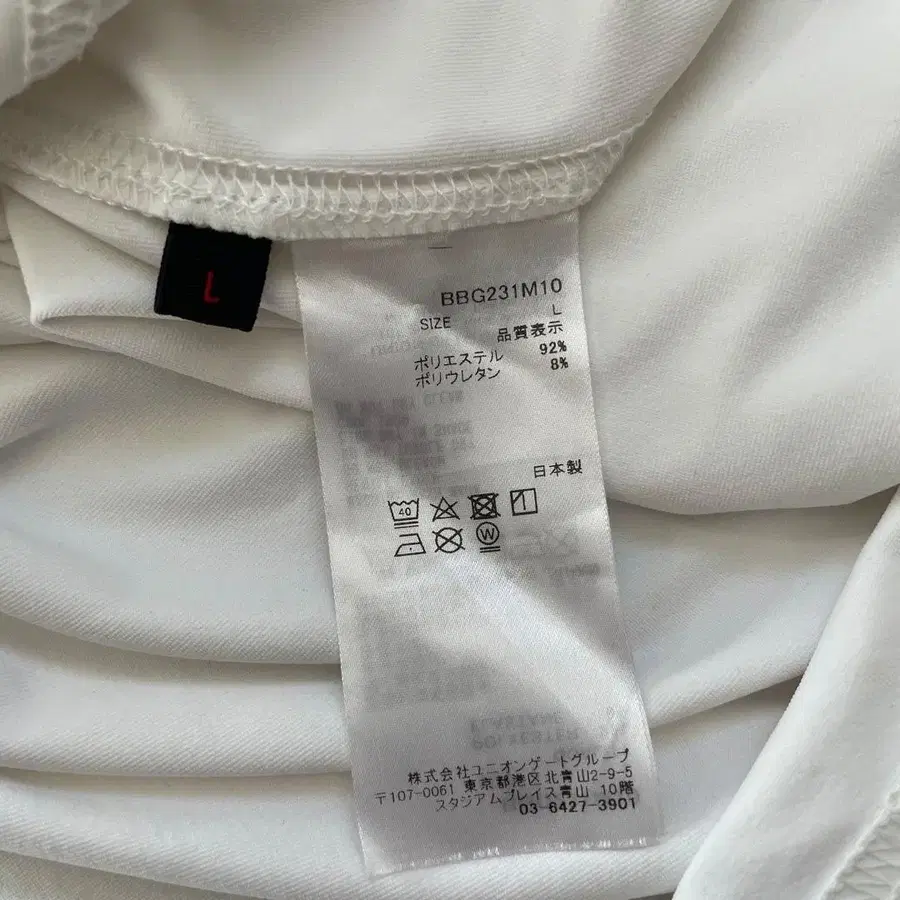 L
BBG231M10
SIZE L
品質表示
ポリエステル 92%
ポリウレタン 8%
日本製
40
W
ELASTANE
POLYESTER
株式会社ユニオンゲートグループ
〒107-0061 東京都港区北青山2-9-5
スタジアムプレイス青山 10階
03-6427-3901